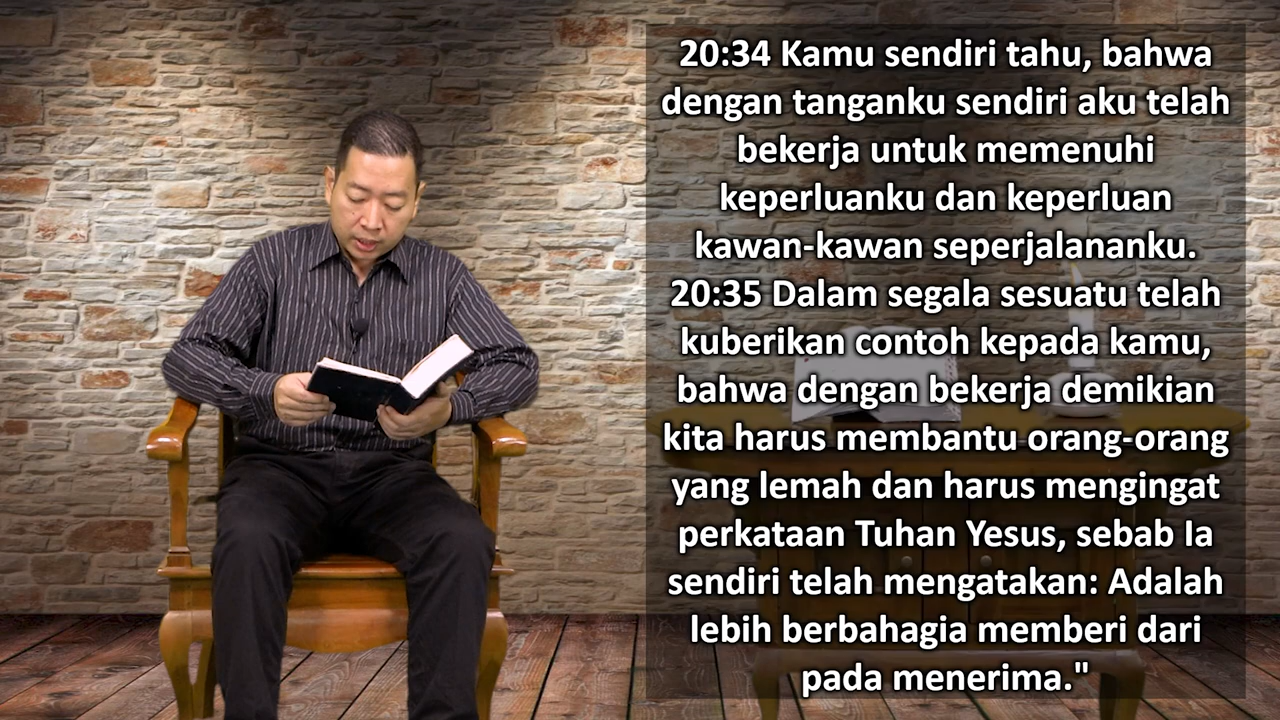 20:34 Kamu sendiri tahu, bahwa
dengan tanganku sendiri aku telah
bekerja untuk memenuhi
keperluanku dan keperluan
kawan-kawan seperjalananku.
20:35 Dalam segala sesuatu telah
kuberikan contoh kepada kamu,
bahwa dengan bekerja demikian
kita harus membantu orang-orang
yang lemah dan harus mengingat
perkataan Tuhan Yesus, sebab Ia
sendiri telah mengatakan: Adalah
lebih berbahagia memberi dari
pada menerima."